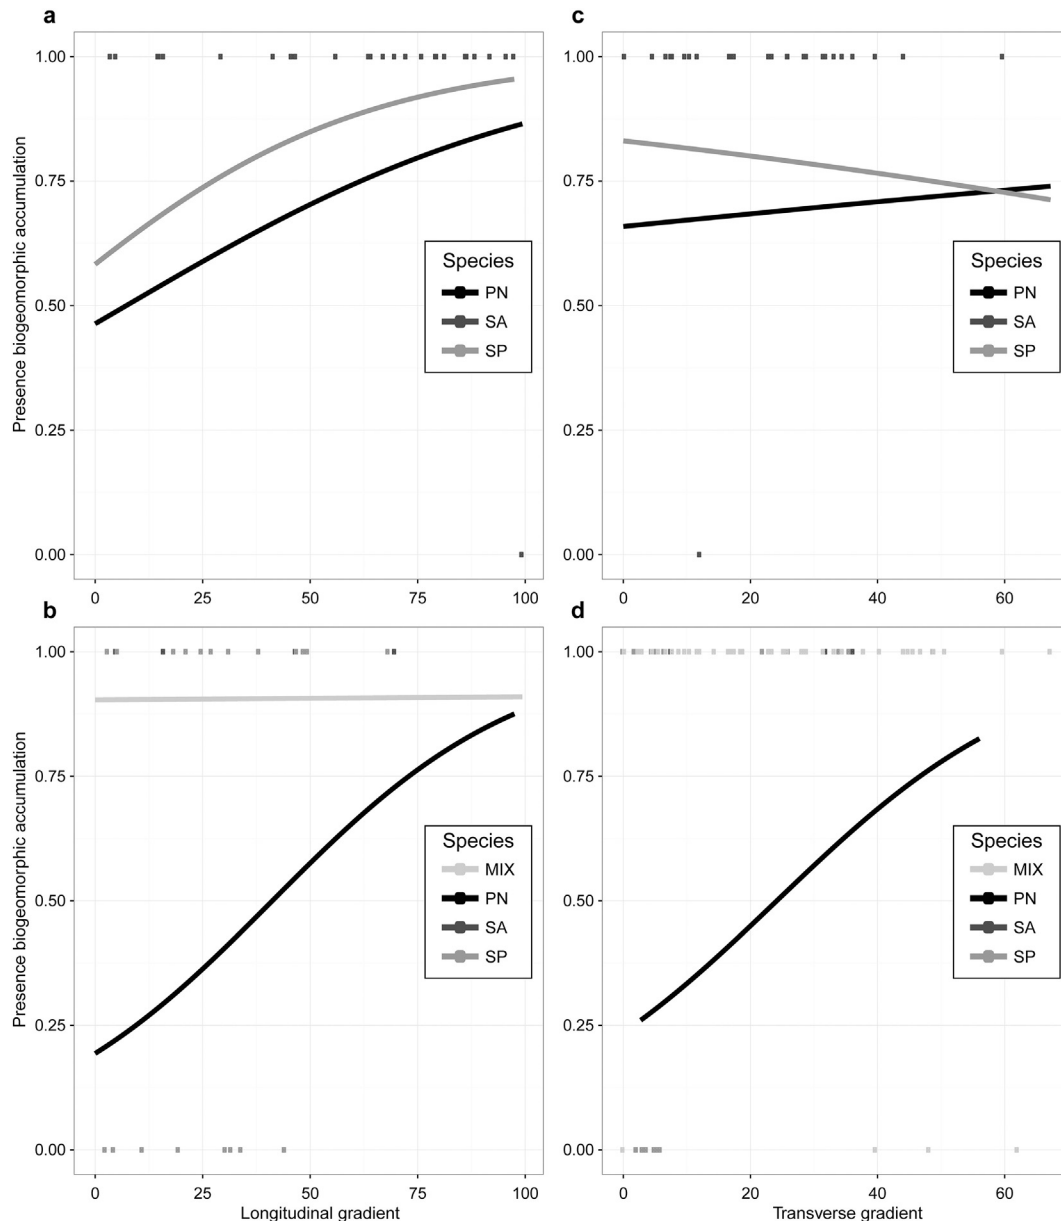 a
Presence biogeomorphic accumulation
1.00
0.75
0.50
0.25
0.00
Species
PN
SA
SP
0 25 50 75 100
c
Species
PN
SA
SP
1.00
0.75
0.50
0.25
0.00
0 20 40 60
b
Presence biogeomorphic accumulation
1.00
0.75
0.50
0.25
0.00
Species
MIX
PN
SA
SP
0 25 50 75 100
Longitudinal gradient
d
1.00
0.75
0.50
0.25
0.00
Species
MIX
PN
SA
SP
0 20 40 60
Transverse gradient